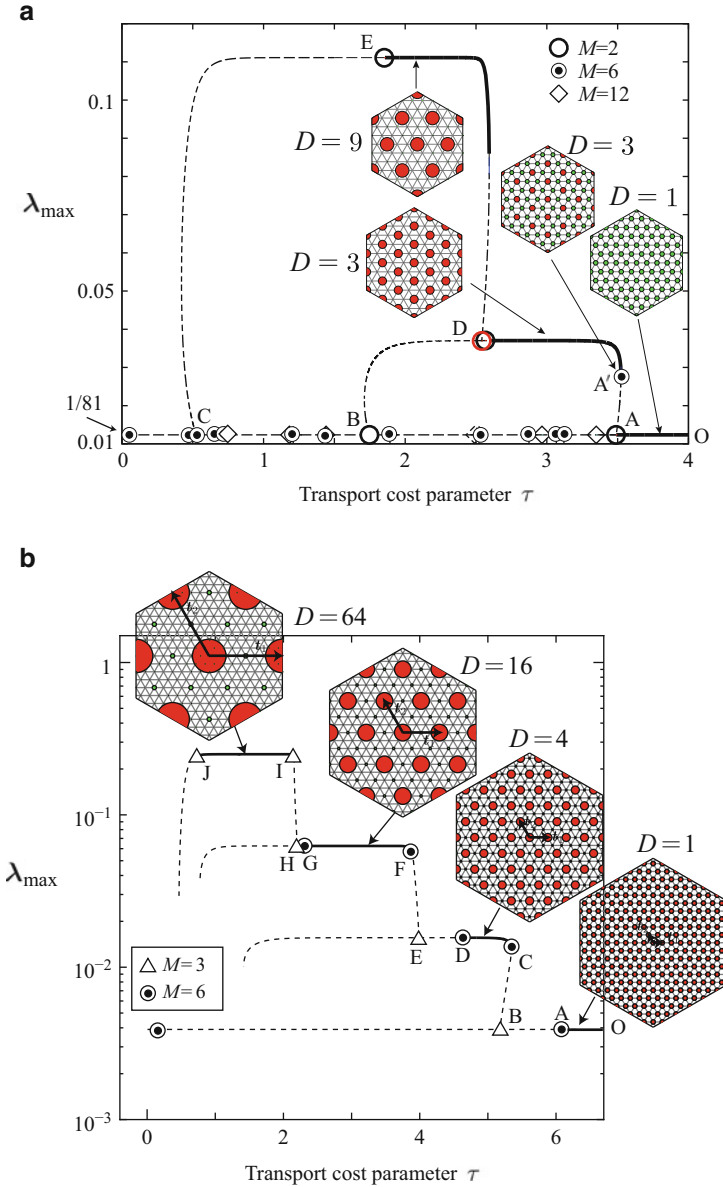 a
E
M=2
M=6
M=12
0.1
D = 9
D = 3
D = 1
λmax
D = 3
0.05
D
A′
1/81
C
B
A
O
0.01
0
1
2
3
4
Transport cost parameter τ
b
D = 64
1
D = 16
J
I
D = 4
10⁻¹
H
G
F
D = 1
λmax
E
D
C
M=3
M=6
10⁻²
B
A
O
10⁻³
0
2
4
6
Transport cost parameter τ